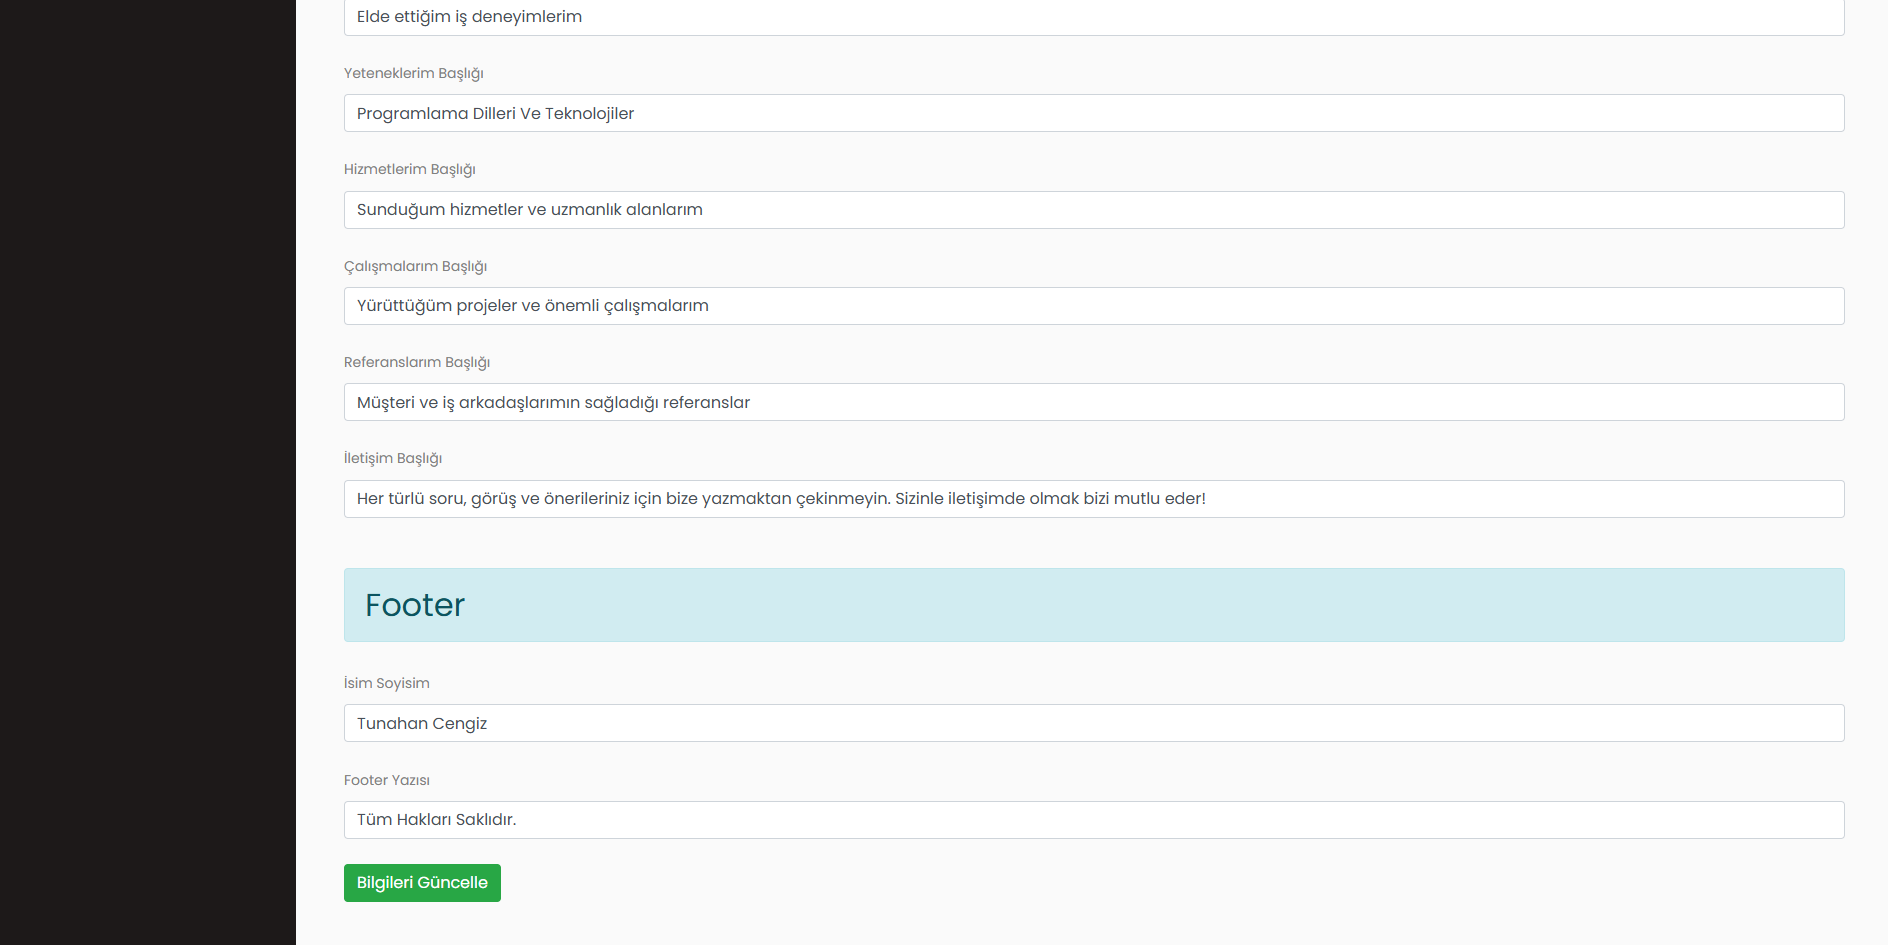 Elde ettiğim iş deneyimlerim
Yeteneklerim Başlığı
Programlama Dilleri Ve Teknolojiler
Hizmetlerim Başlığı
Sunduğum hizmetler ve uzmanlık alanlarım
Çalışmalarım Başlığı
Yürüttüğüm projeler ve önemli çalışmalarım
Referanslarım Başlığı
Müşteri ve iş arkadaşlarımın sağladığı referanslar
İletişim Başlığı
Her türlü soru, görüş ve önerileriniz için bize yazmaktan çekinmeyin. Sizinle iletişimde olmak bizi mutlu eder!
Footer
İsim Soyisim
Tunahan Cengiz
Footer Yazısı
Tüm Hakları Saklıdır.
Bilgileri Güncelle